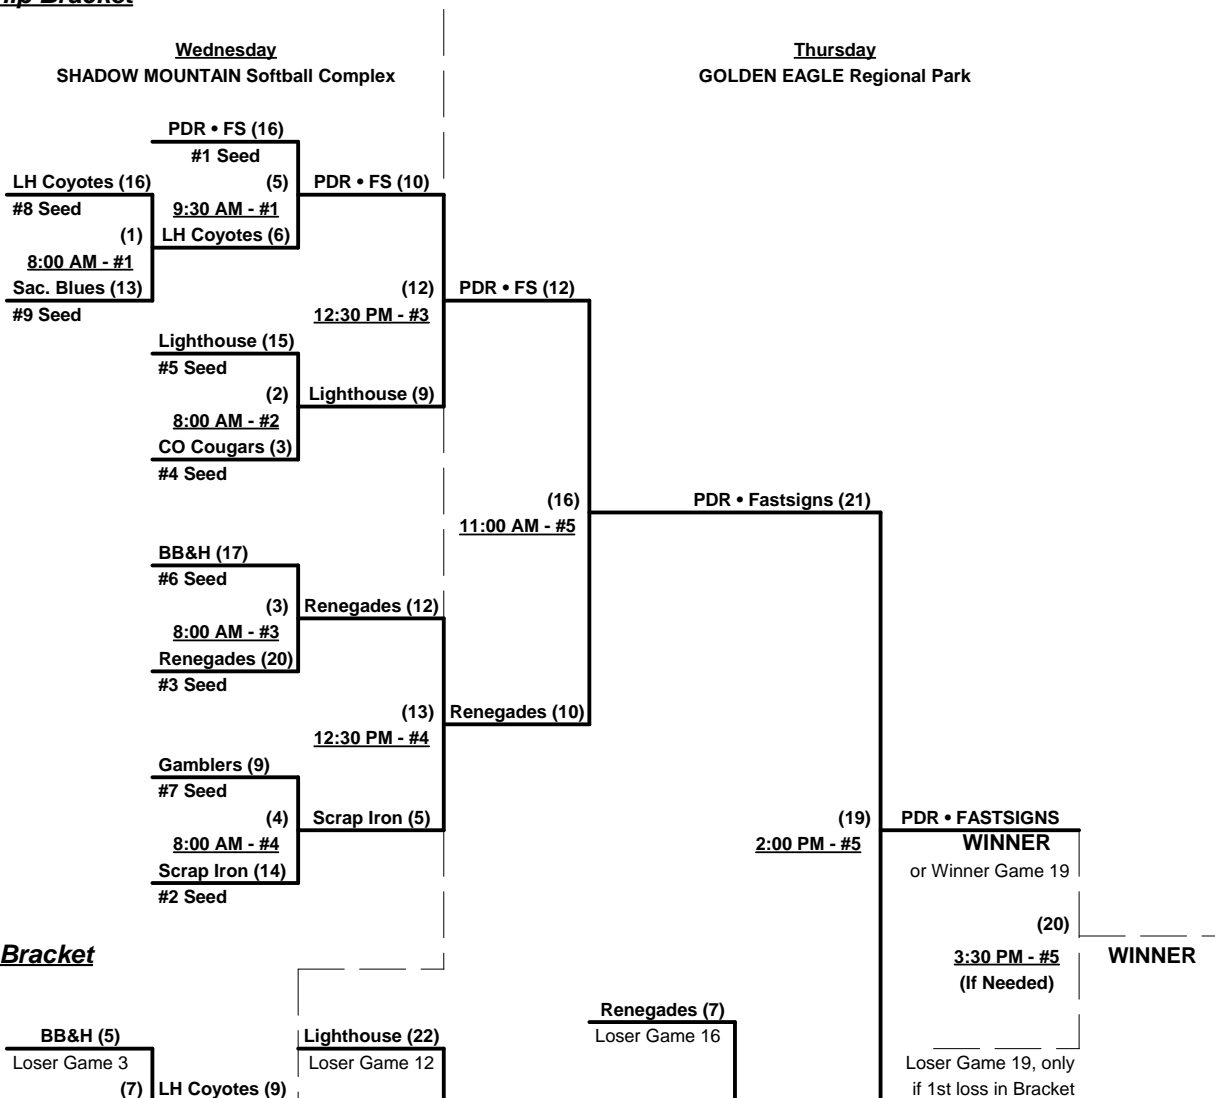 Bracket
Wednesday
SHADOW MOUNTAIN Softball Complex
Thursday
GOLDEN EAGLE Regional Park
PDR • FS (16)
#1 Seed
LH Coyotes (16)
#8 Seed
(5)
9:30 AM - #1
PDR • FS (10)
(1)
8:00 AM - #1
LH Coyotes (6)
Sac. Blues (13)
#9 Seed
(12)
12:30 PM - #3
PDR • FS (12)
Lighthouse (15)
#5 Seed
(2)
8:00 AM - #2
Lighthouse (9)
CO Cougars (3)
#4 Seed
(16)
11:00 AM - #5
PDR • Fastsigns (21)
BB&H (17)
#6 Seed
(3)
8:00 AM - #3
Renegades (12)
Renegades (20)
#3 Seed
(13)
12:30 PM - #4
Renegades (10)
Gamblers (9)
#7 Seed
(4)
8:00 AM - #4
Scrap Iron (5)
Scrap Iron (14)
#2 Seed
(19)
2:00 PM - #5
PDR • FASTSIGNS
WINNER
or Winner Game 19
(20)
3:30 PM - #5
(If Needed)
WINNER
Bracket
Renegades (7)
Loser Game 16
BB&H (5)
Loser Game 3
Lighthouse (22)
Loser Game 12
Loser Game 19, only
if 1st loss in Bracket
(7)
LH Coyotes (9)